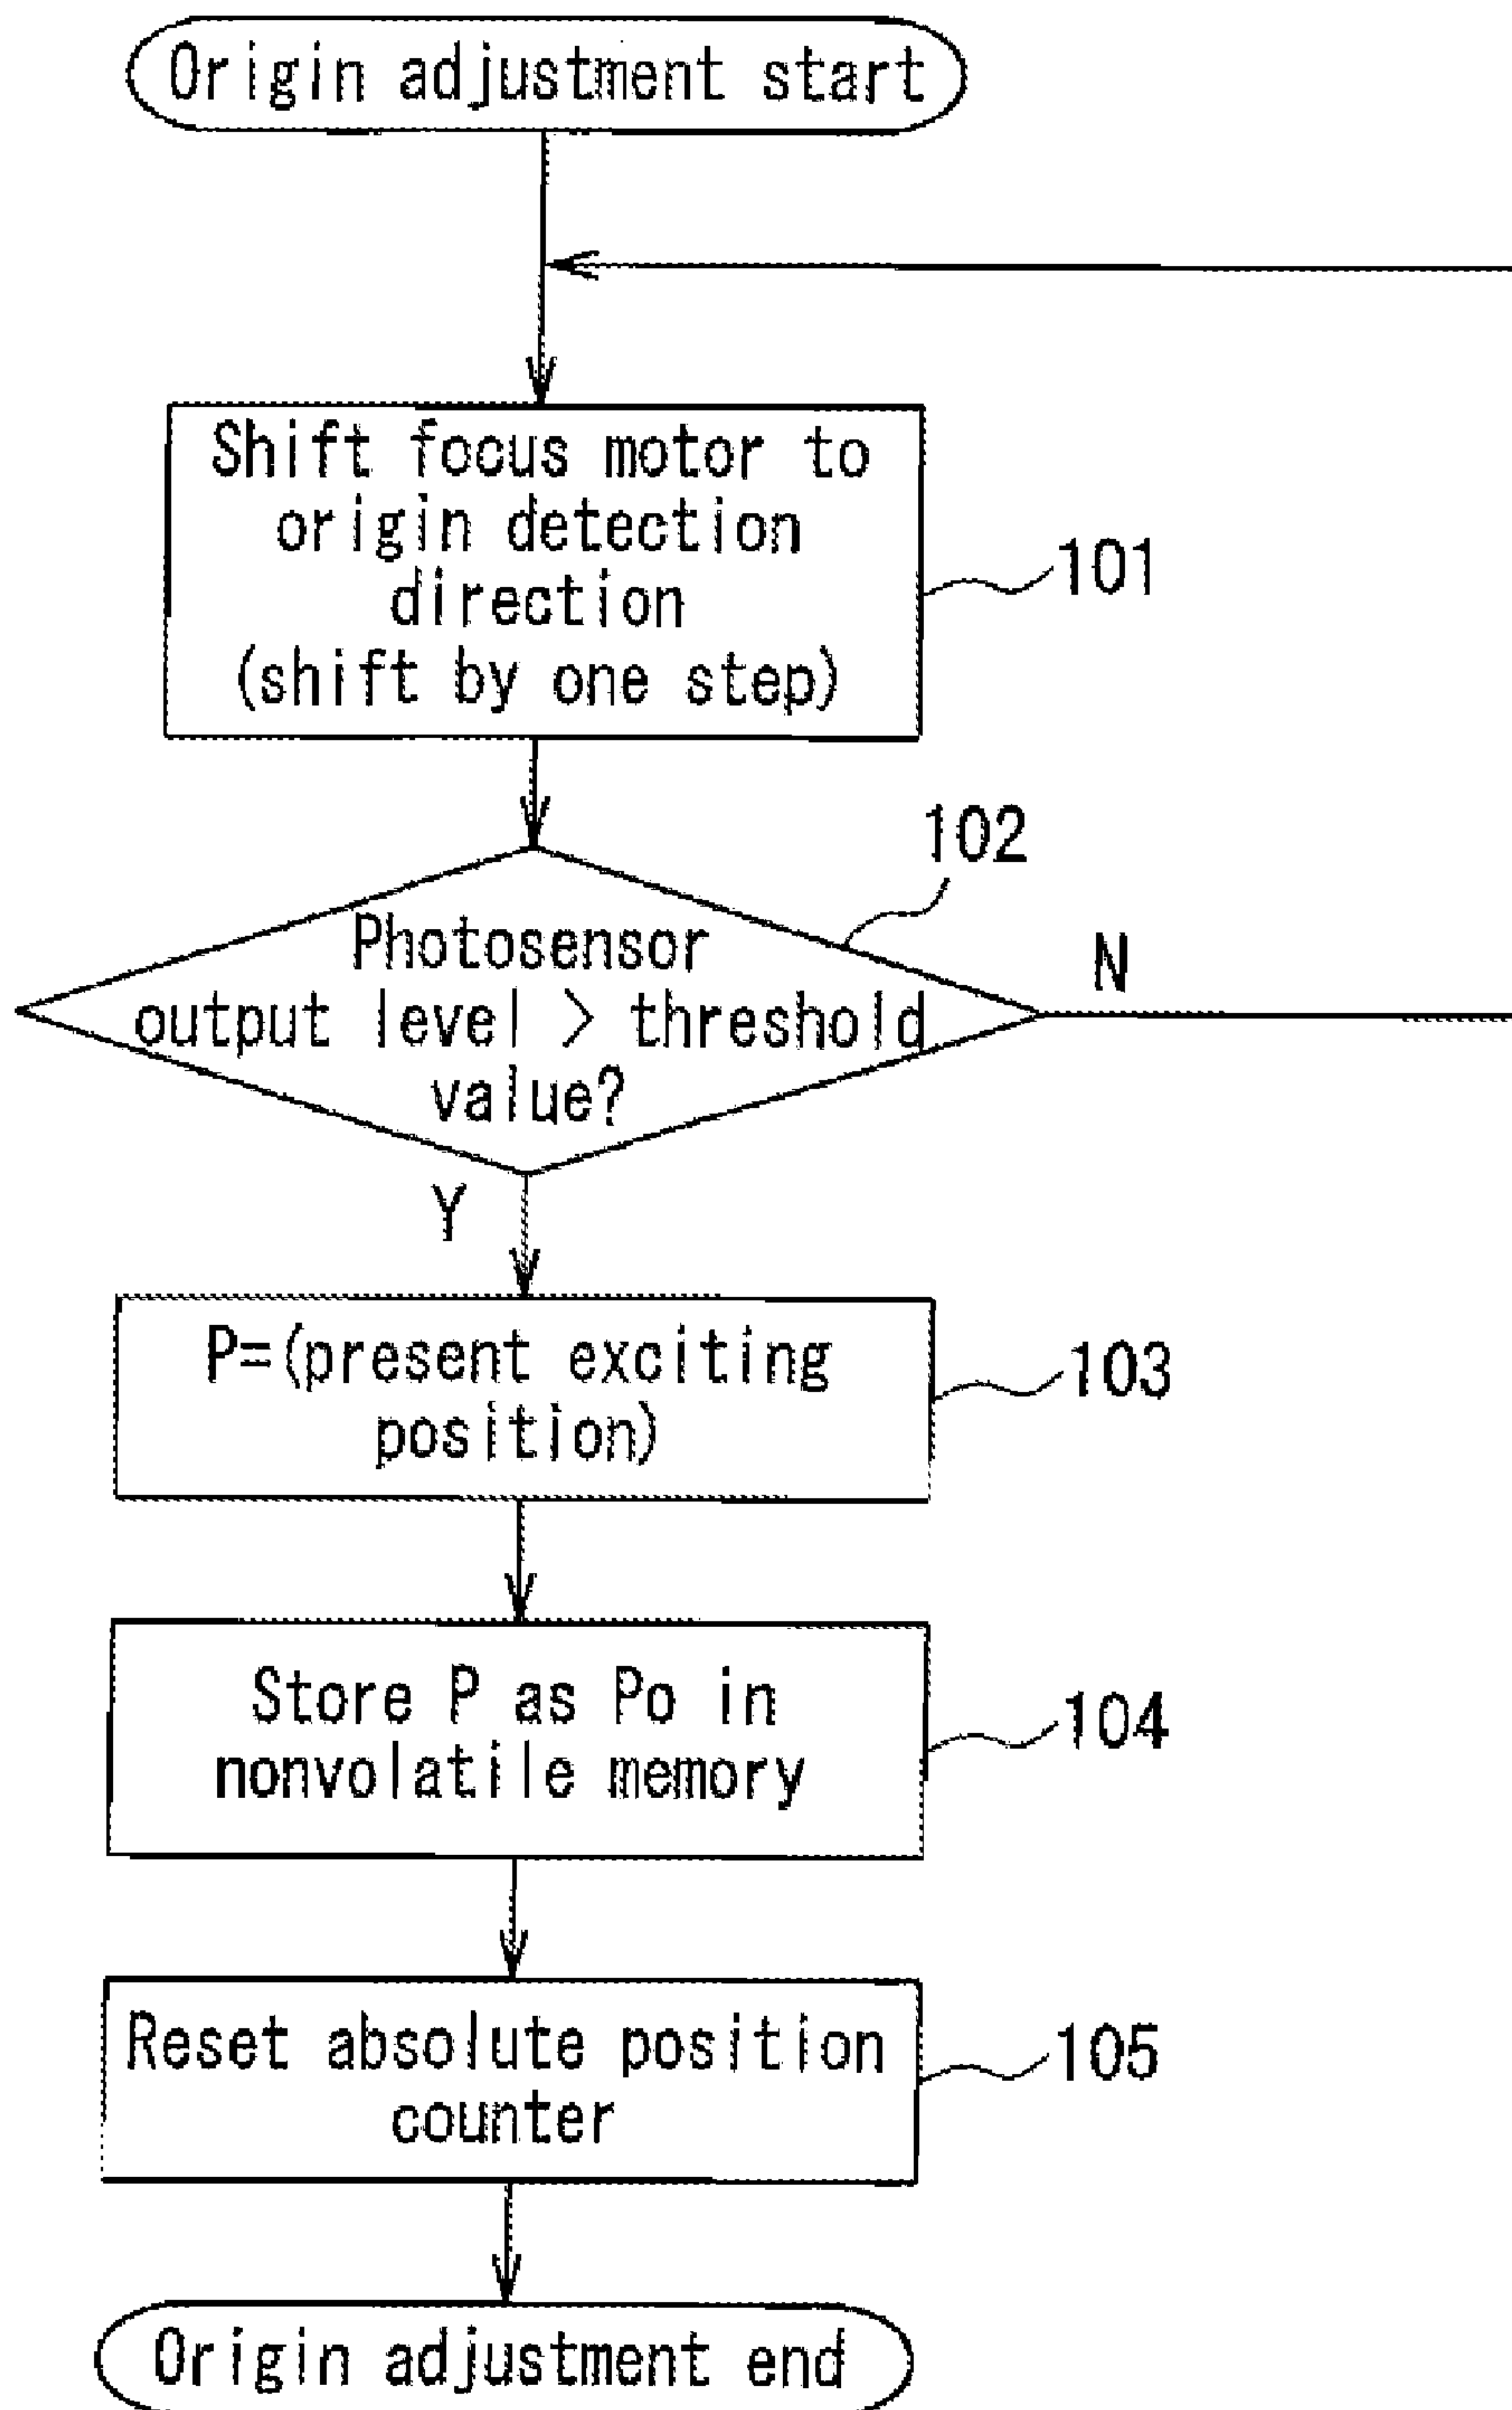 Origin adjustment start
Shift focus motor to
origin detection
direction
(shift by one step)
101
102
Photosensor
output level > threshold
value?
N
Y
P=(present exciting
position)
103
Store P as Po in
nonvolatile memory
104
Reset absolute position
counter
105
Origin adjustment end